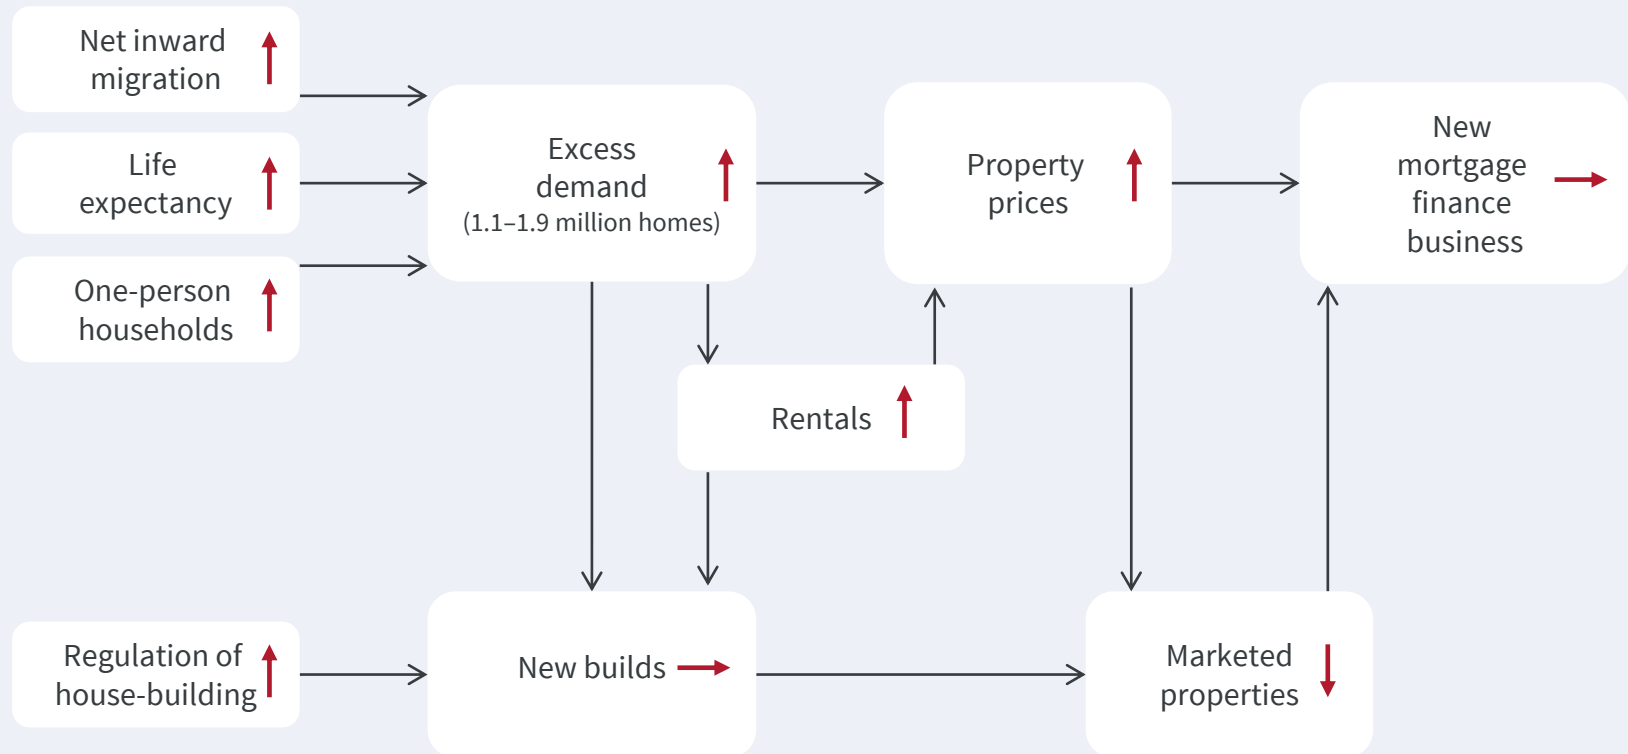 Net inward
migration
Life
expectancy
One-person
households
Excess
demand
(1.1–1.9 million homes)
Property
prices
New
mortgage
finance
business
Rentals
Regulation of
house-building
New builds
Marketed
properties